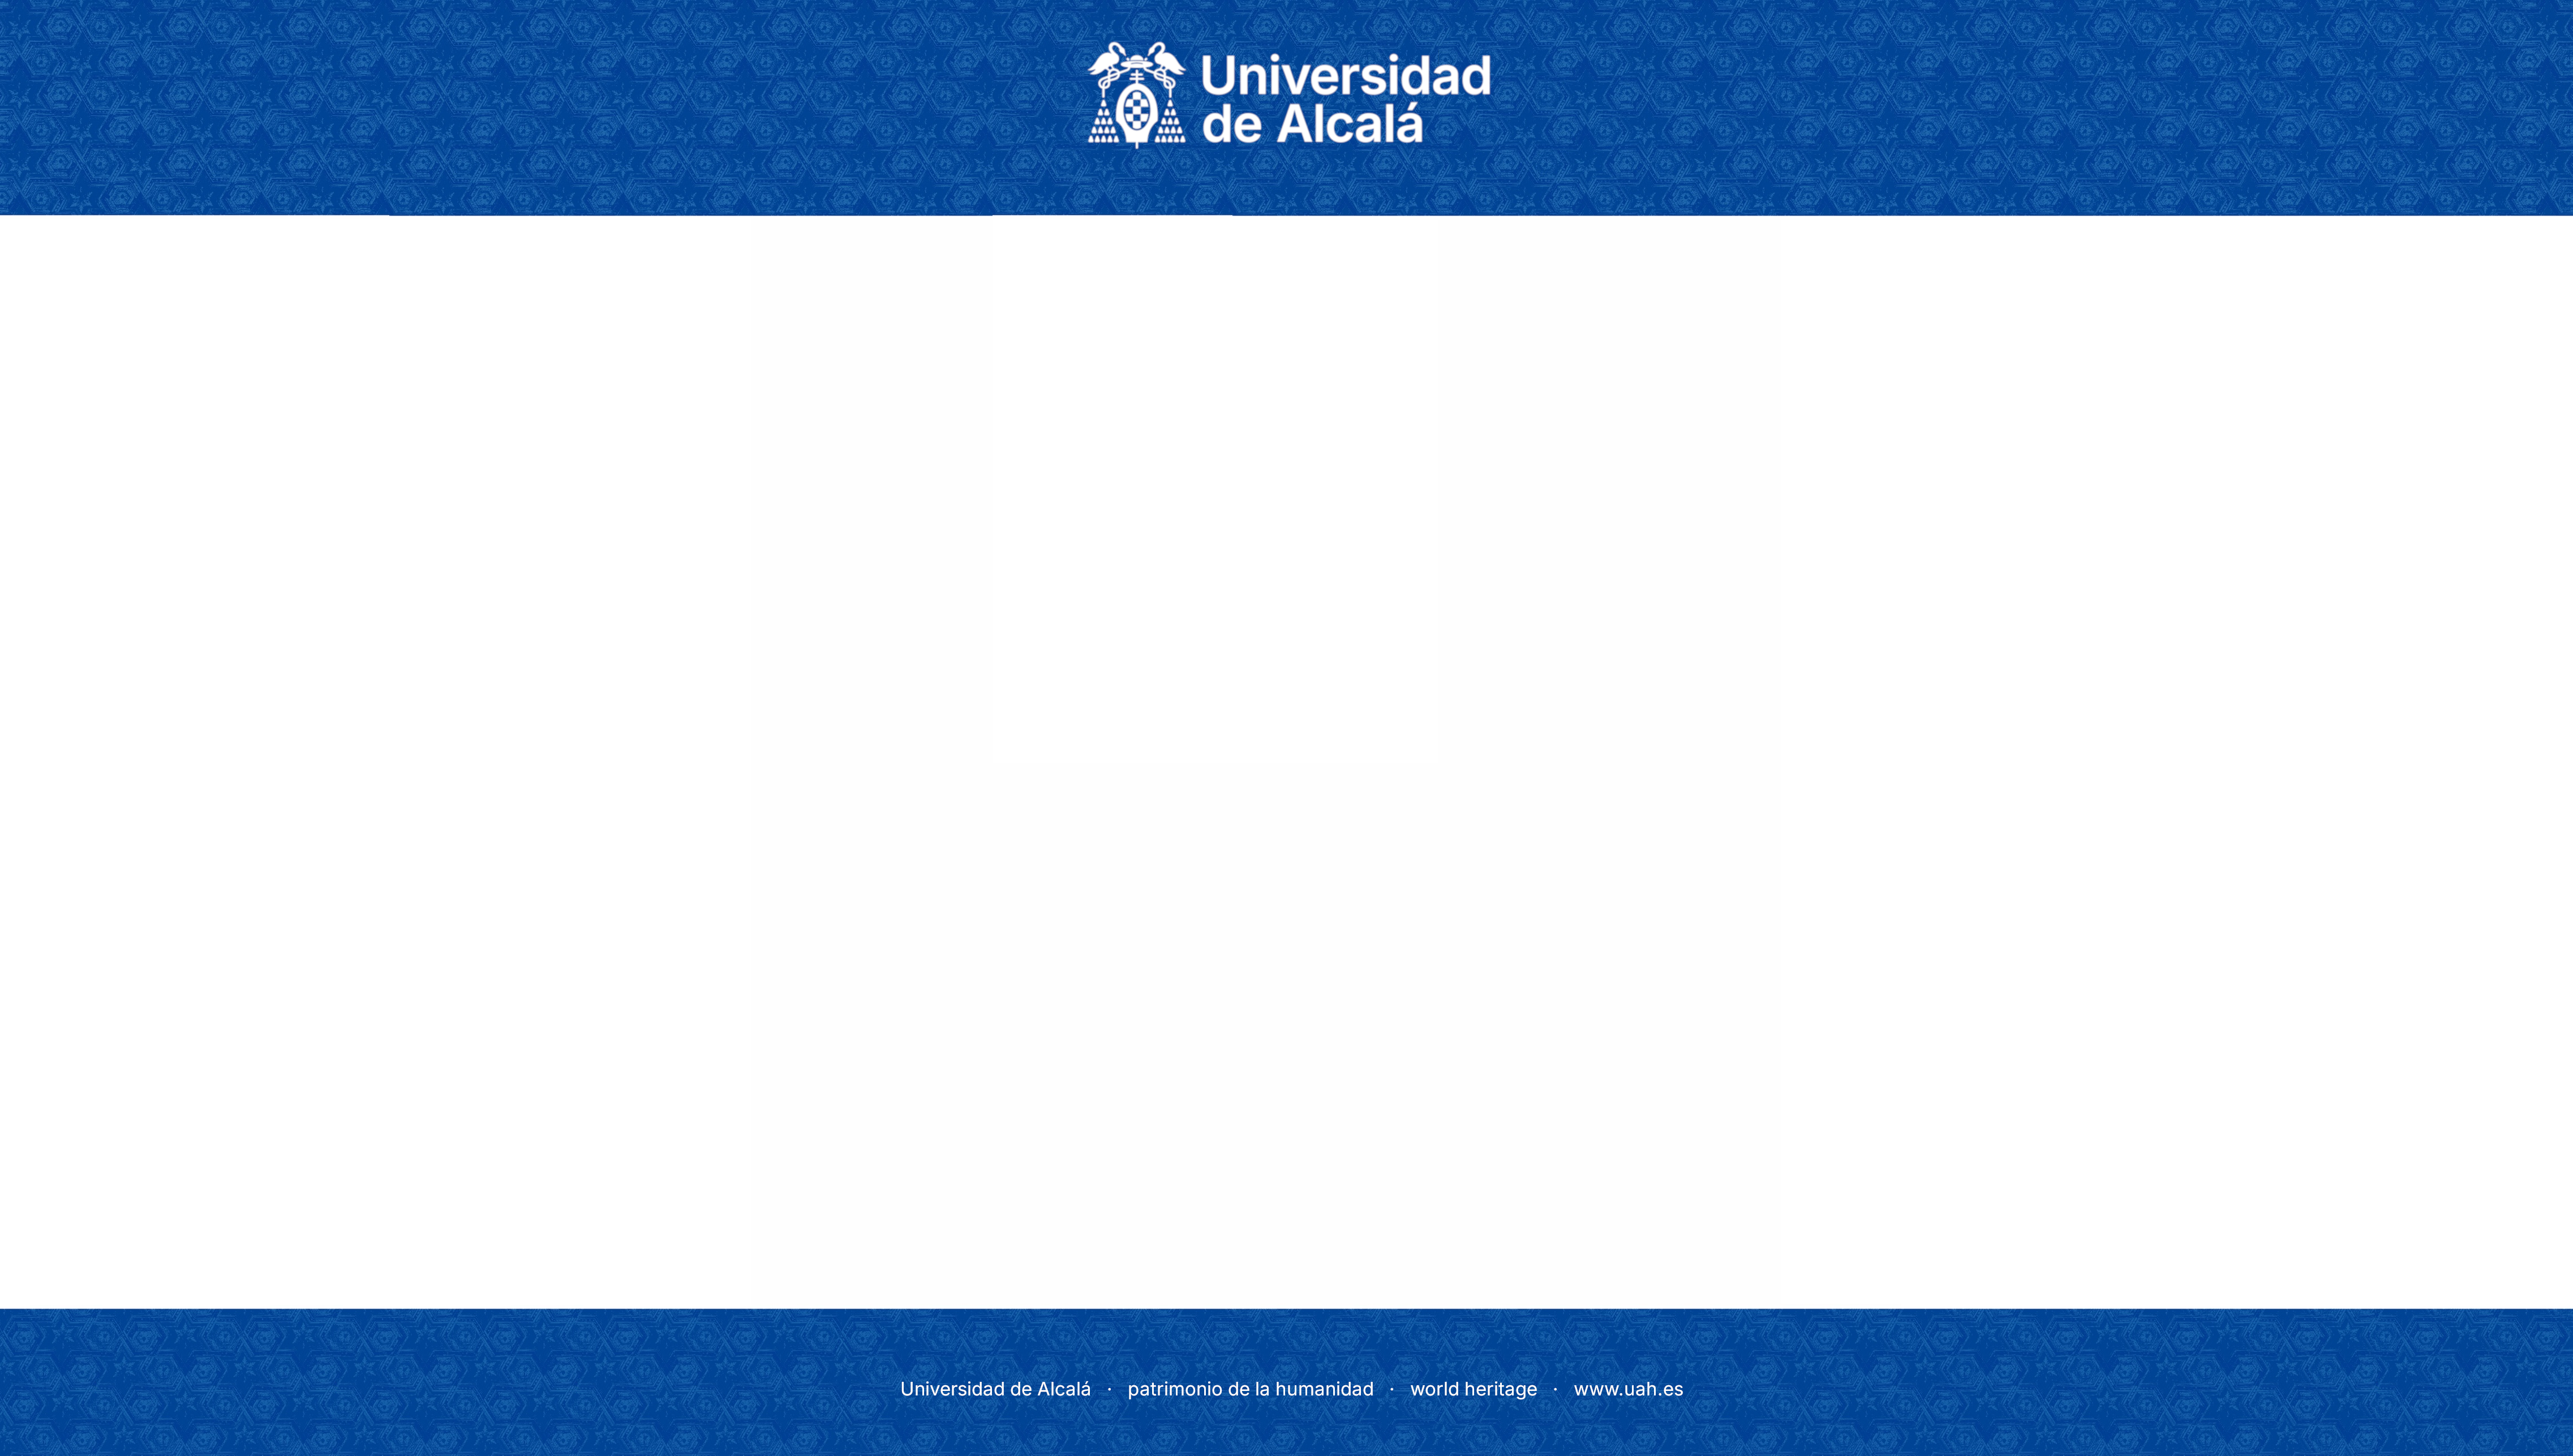 Universidad
de Alcalá
Universidad de Alcalá · patrimonio de la humanidad · world heritage · www.uah.es